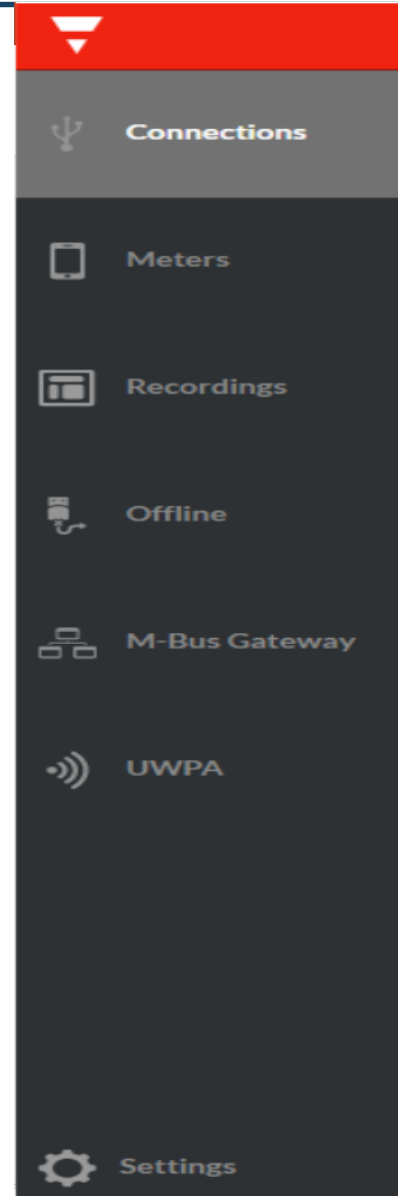 Connections
Meters
Recordings
Offline
M-Bus Gateway
UWPA
Settings